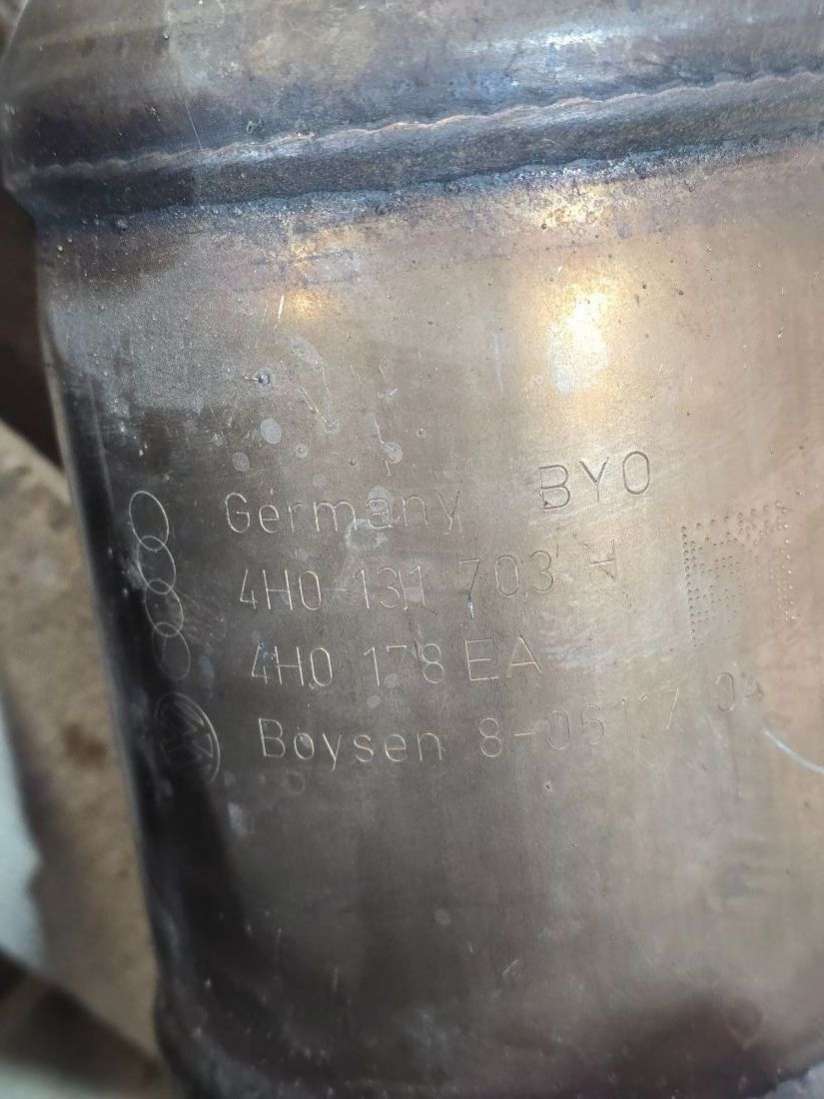 Germany BYO
4H0 131 703 H
4H0 178 EA
Boysen